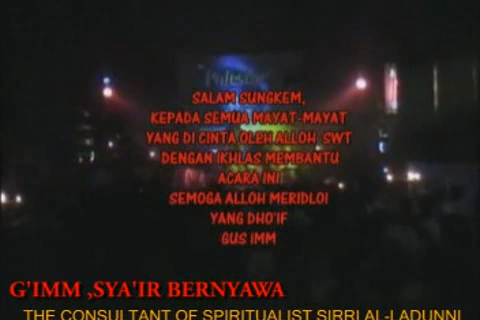 SALAM SUNGKEM,
KEPADA SEMUA MAYAT-MAYAT
YANG DI CINTA OLEH ALLOH SWT
DENGAN IKHLAS MEMBANTU
ACARA INI
SEMOGA ALLOH MERIDLOI
YANG DHO'IF
GUS IMM
G'IMM ,SYA'IR BERNYAWA
THE CONSULTANT OF SPIRITUALIST SIRRI AL-LADUNNI